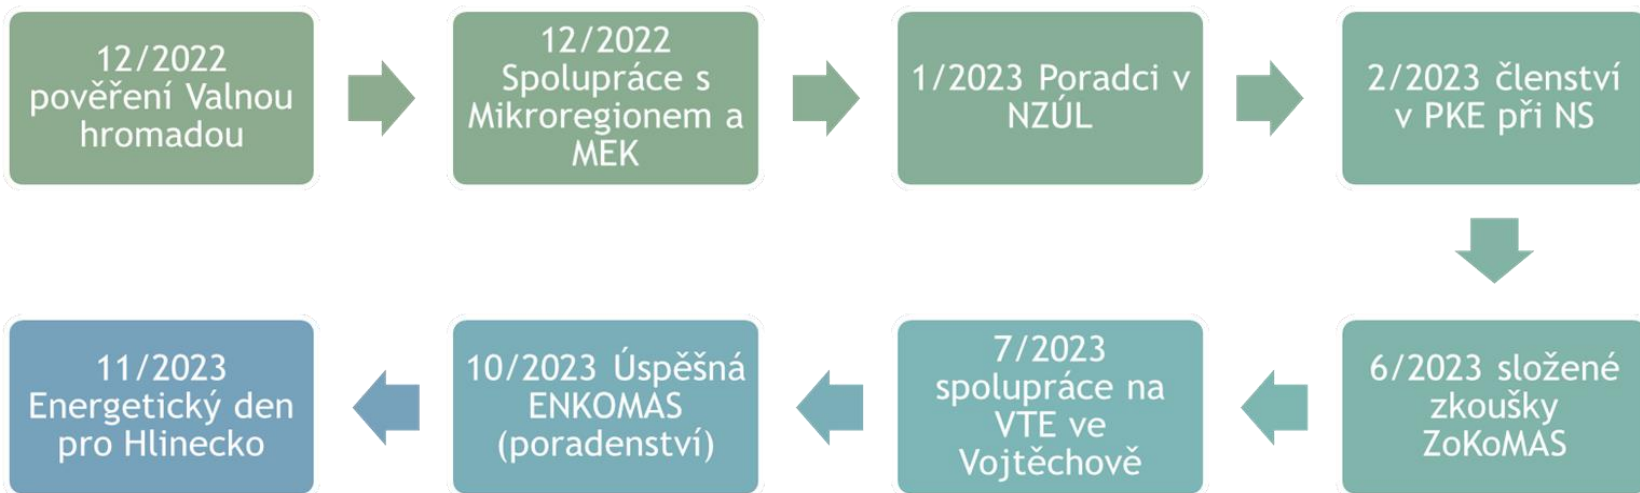 12/2022
pověření Valnou
hromadou
12/2022
Spolupráce s
Mikroregionem a
MEK
1/2023 Poradci v
NZÚL
2/2023 členství
v PKE při NS
6/2023 složené
zkoušky
ZoKoMAS
7/2023
spolupráce na
VTE ve
Vojtěchově
10/2023 Úspěšná
ENKOMAS
(poradenství)
11/2023
Energetický den
pro Hlinecko